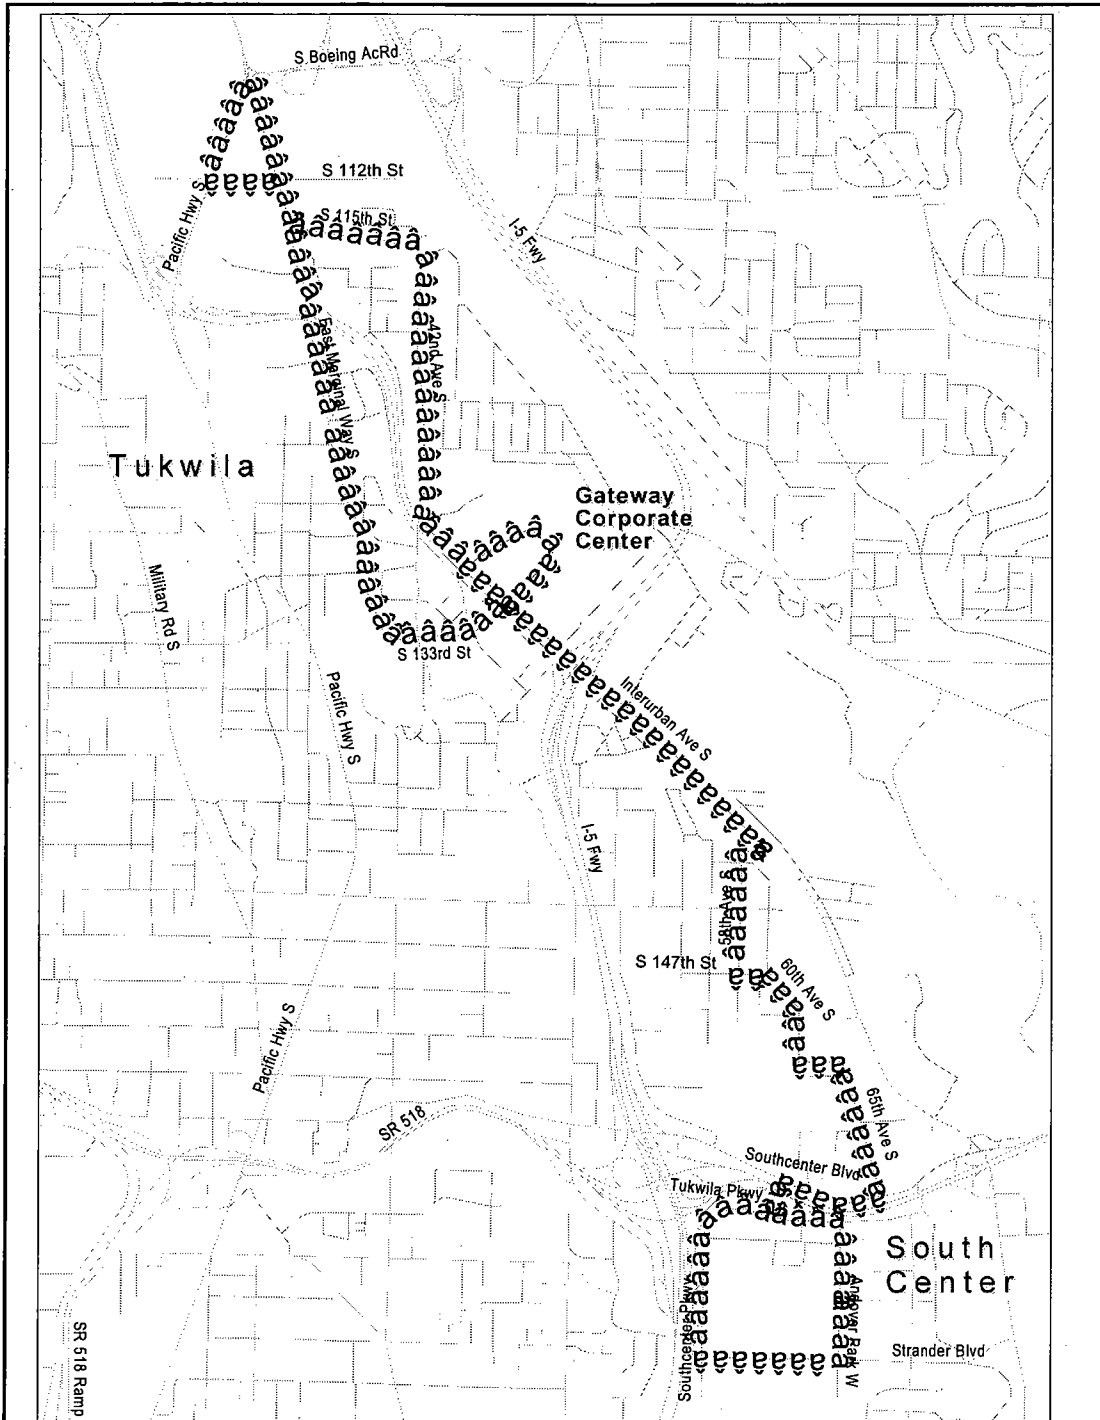 S Boeing AcRd
S 112th St
Pacific Hwy S
S 115th St
I-5 Fwy
42nd Ave S
East Marginal Way S
Tukwila
Gateway
Corporate
Center
Military Rd S
S 133rd St
Pacific Hwy S
Interurban Ave S
I-5 Fwy
58th Ave S
S 147th St
60th Ave S
Pacific Hwy S
65th Ave S
SR 518
Southcenter Blvd
Tukwila Pkwy
South
Center
Southcenter Pkwy
Andover Park W
Strander Blvd
SR 518 Ramp